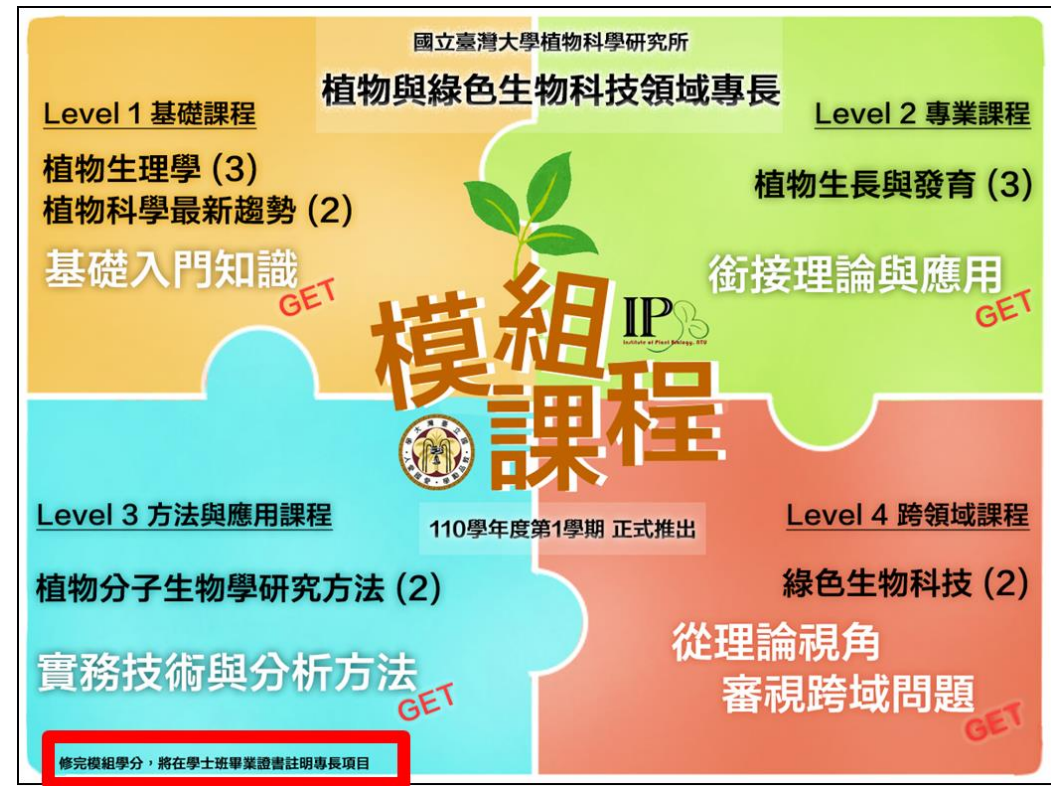 國立臺灣大學植物科學研究所
植物與綠色生物科技領域專長
Level 1 基礎課程
植物生理學 (3)
植物科學最新趨勢 (2)
基礎入門知識
GET
Level 2 專業課程
植物生長與發育 (3)
銜接理論與應用
GET
模組
課程
IPB
Institute of Plant Biology, NTU
110學年度第1學期 正式推出
Level 3 方法與應用課程
植物分子生物學研究方法 (2)
實務技術與分析方法
GET
修完模組學分，將在學士班畢業證書註明專長項目
Level 4 跨領域課程
綠色生物科技 (2)
從理論視角
審視跨域問題
GET